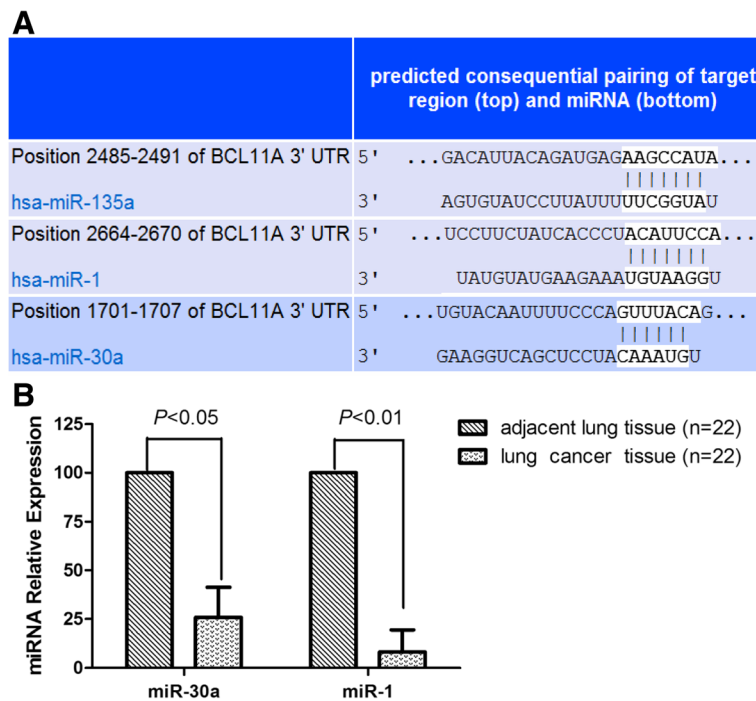 A
predicted consequential pairing of target
region (top) and miRNA (bottom)
Position 2485-2491 of BCL11A 3' UTR 5' ...GACAUUACAGAUGAGAAGCCAUA...
hsa-miR-135a 3' AGUGUAUCCUUAUUUUUCGGUAU
Position 2664-2670 of BCL11A 3' UTR 5' ...UCCUUCUAUCACCCUACAUUCCA...
hsa-miR-1 3' UAUGUAUGAAGAAAUGUAAGGU
Position 1701-1707 of BCL11A 3' UTR 5' ...UGUACAAUUUUCCCAGUUUACAG...
hsa-miR-30a 3' GAAGGUCAGCUCCUACAAAUGU
B
miRNA Relative Expression
125
100
75
50
25
0
P<0.05
P<0.01
miR-30a
miR-1
adjacent lung tissue (n=22)
lung cancer tissue (n=22)